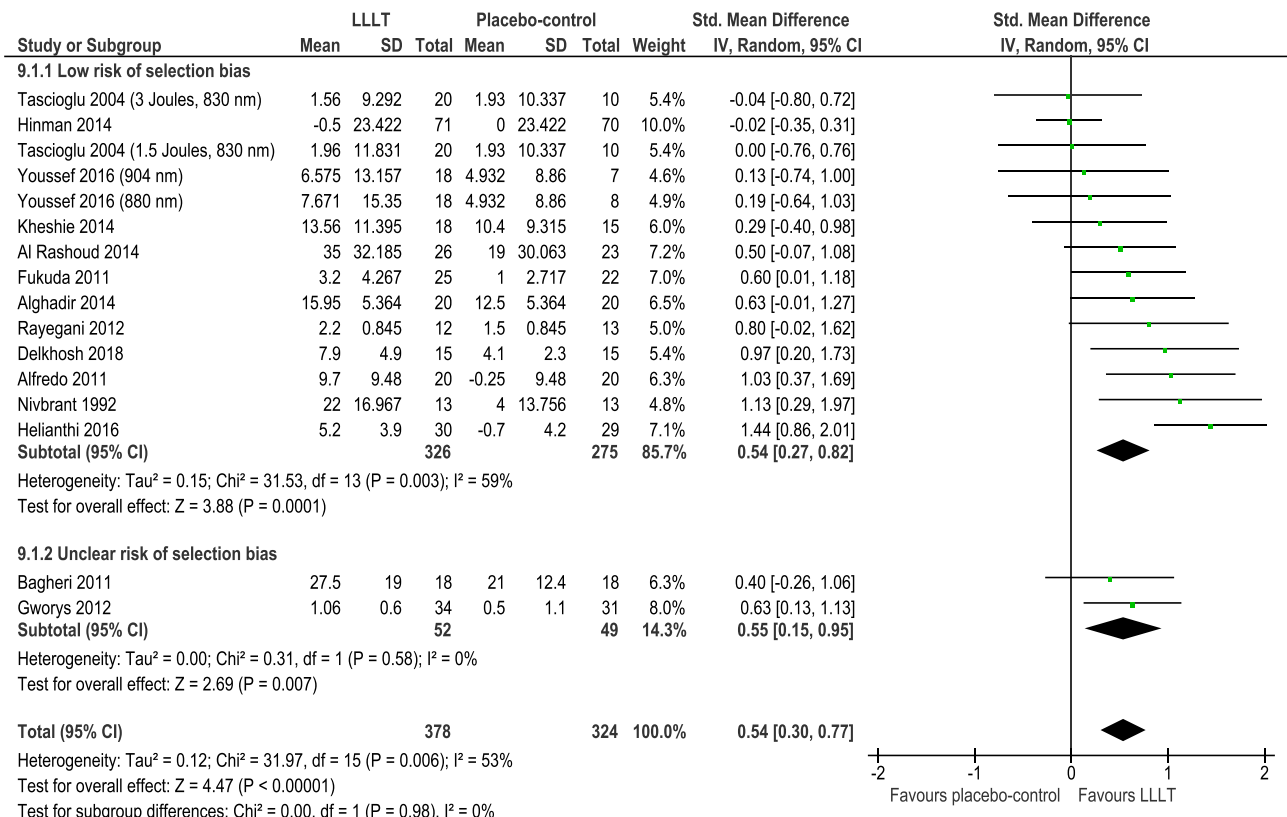 LLLT Placebo-control Std. Mean Difference Std. Mean Difference
Study or Subgroup Mean SD Total Mean SD Total Weight IV, Random, 95% CI IV, Random, 95% CI
9.1.1 Low risk of selection bias
Tascioglu 2004 (3 Joules, 830 nm) 1.56 9.292 20 1.93 10.337 10 5.4% -0.04 [-0.80, 0.72]
Hinman 2014 -0.5 23.422 71 0 23.422 70 10.0% -0.02 [-0.35, 0.31]
Tascioglu 2004 (1.5 Joules, 830 nm) 1.96 11.831 20 1.93 10.337 10 5.4% 0.00 [-0.76, 0.76]
Youssef 2016 (904 nm) 6.575 13.157 18 4.932 8.86 7 4.6% 0.13 [-0.74, 1.00]
Youssef 2016 (880 nm) 7.671 15.35 18 4.932 8.86 8 4.9% 0.19 [-0.64, 1.03]
Kheshie 2014 13.56 11.395 18 10.4 9.315 15 6.0% 0.29 [-0.40, 0.98]
Al Rashoud 2014 35 32.185 26 19 30.063 23 7.2% 0.50 [-0.07, 1.08]
Fukuda 2011 3.2 4.267 25 1 2.717 22 7.0% 0.60 [0.01, 1.18]
Alghadir 2014 15.95 5.364 20 12.5 5.364 20 6.5% 0.63 [-0.01, 1.27]
Rayegani 2012 2.2 0.845 12 1.5 0.845 13 5.0% 0.80 [-0.02, 1.62]
Delkhosh 2018 7.9 4.9 15 4.1 2.3 15 5.4% 0.97 [0.20, 1.73]
Alfredo 2011 9.7 9.48 20 -0.25 9.48 20 6.3% 1.03 [0.37, 1.69]
Nivbrant 1992 22 16.967 13 4 13.756 13 4.8% 1.13 [0.29, 1.97]
Helianthi 2016 5.2 3.9 30 -0.7 4.2 29 7.1% 1.44 [0.86, 2.01]
Subtotal (95% CI) 326 275 85.7% 0.54 [0.27, 0.82]
Heterogeneity: Tau² = 0.15; Chi² = 31.53, df = 13 (P = 0.003); I² = 59%
Test for overall effect: Z = 3.88 (P = 0.0001)
9.1.2 Unclear risk of selection bias
Bagheri 2011 27.5 19 18 21 12.4 18 6.3% 0.40 [-0.26, 1.06]
Gworys 2012 1.06 0.6 34 0.5 1.1 31 8.0% 0.63 [0.13, 1.13]
Subtotal (95% CI) 52 49 14.3% 0.55 [0.15, 0.95]
Heterogeneity: Tau² = 0.00; Chi² = 0.31, df = 1 (P = 0.58); I² = 0%
Test for overall effect: Z = 2.69 (P = 0.007)
Total (95% CI) 378 324 100.0% 0.54 [0.30, 0.77]
Heterogeneity: Tau² = 0.12; Chi² = 31.97, df = 15 (P = 0.006); I² = 53%
Test for overall effect: Z = 4.47 (P < 0.00001)
Test for subgroup differences: Chi² = 0.00, df = 1 (P = 0.98), I² = 0%
-2 -1 0 1 2
Favours placebo-control Favours LLLT